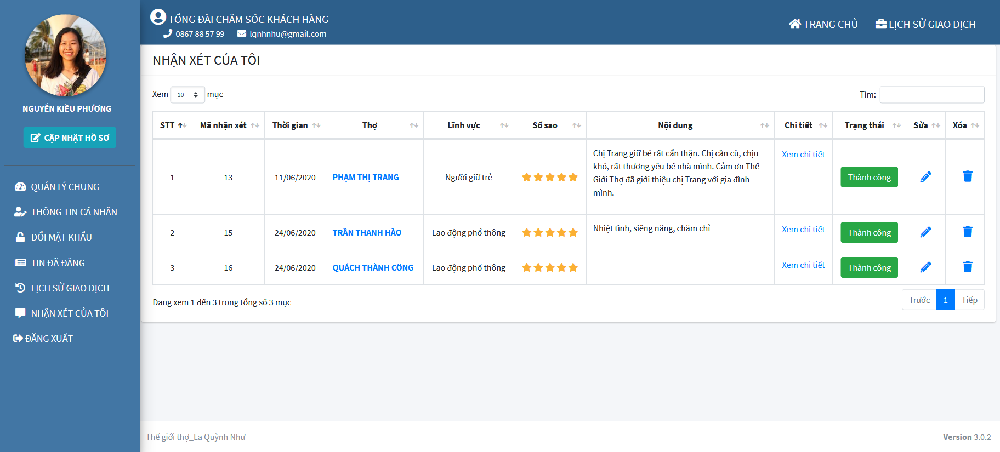 TỔNG ĐÀI CHĂM SÓC KHÁCH HÀNG
0867 88 57 99 lqnhnhu@gmail.com
TRANG CHỦ LỊCH SỬ GIAO DỊCH
NGUYỄN KIỀU PHƯƠNG
CẬP NHẬT HỒ SƠ
QUẢN LÝ CHUNG
THÔNG TIN CÁ NHÂN
ĐỔI MẬT KHẨU
TIN ĐÃ ĐĂNG
LỊCH SỬ GIAO DỊCH
NHẬN XÉT CỦA TÔI
ĐĂNG XUẤT
NHẬN XÉT CỦA TÔI
Xem 10 mục
Tìm:
STT Mã nhận xét Thời gian Thợ Lĩnh vực Số sao Nội dung Chi tiết Trạng thái Sửa Xóa
1 13 11/06/2020 PHẠM THỊ TRANG Người giữ trẻ
Chị Trang giữ bé rất cẩn thận. Chị cần cù, chịu
khó, rất thương yêu bé nhà mình. Cảm ơn Thế
Giới Thợ đã giới thiệu chị Trang với gia đình
mình.
Xem chi tiết
Thành công
2 15 24/06/2020 TRẦN THANH HÀO Lao động phổ thông Nhiệt tình, siêng năng, chăm chỉ Xem chi tiết Thành công
3 16 24/06/2020 QUÁCH THÀNH CÔNG Lao động phổ thông Xem chi tiết Thành công
Đang xem 1 đến 3 trong tổng số 3 mục
Trước 1 Tiếp
Thế giới thợ_La Quỳnh Như
Version 3.0.2